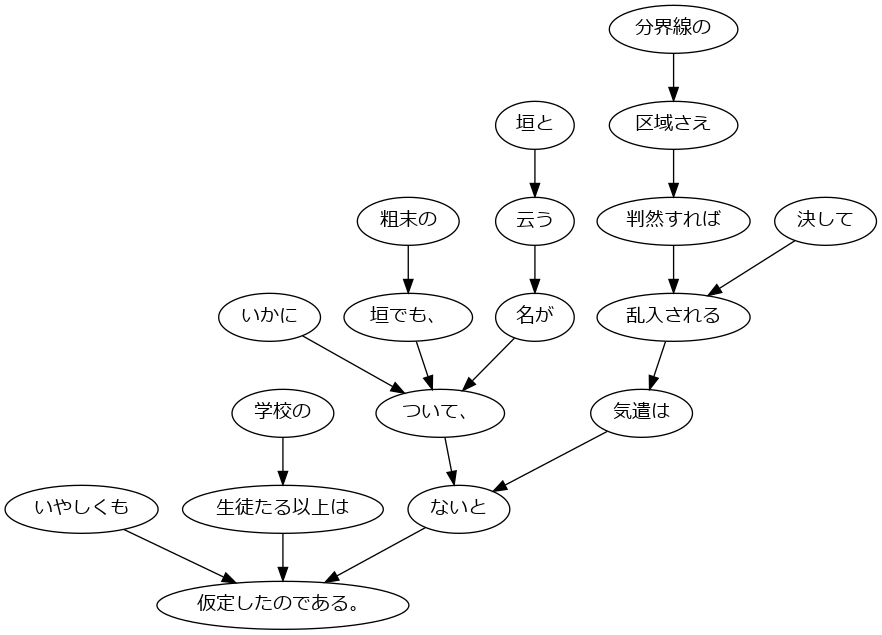 分界線の
垣と
区域さえ
粗末の
云う
判然すれば
決して
いかに
垣でも、
名が
乱入される
学校の
ついて、
気遣は
いやしくも
生徒たる以上は
ないと
仮定したのである。